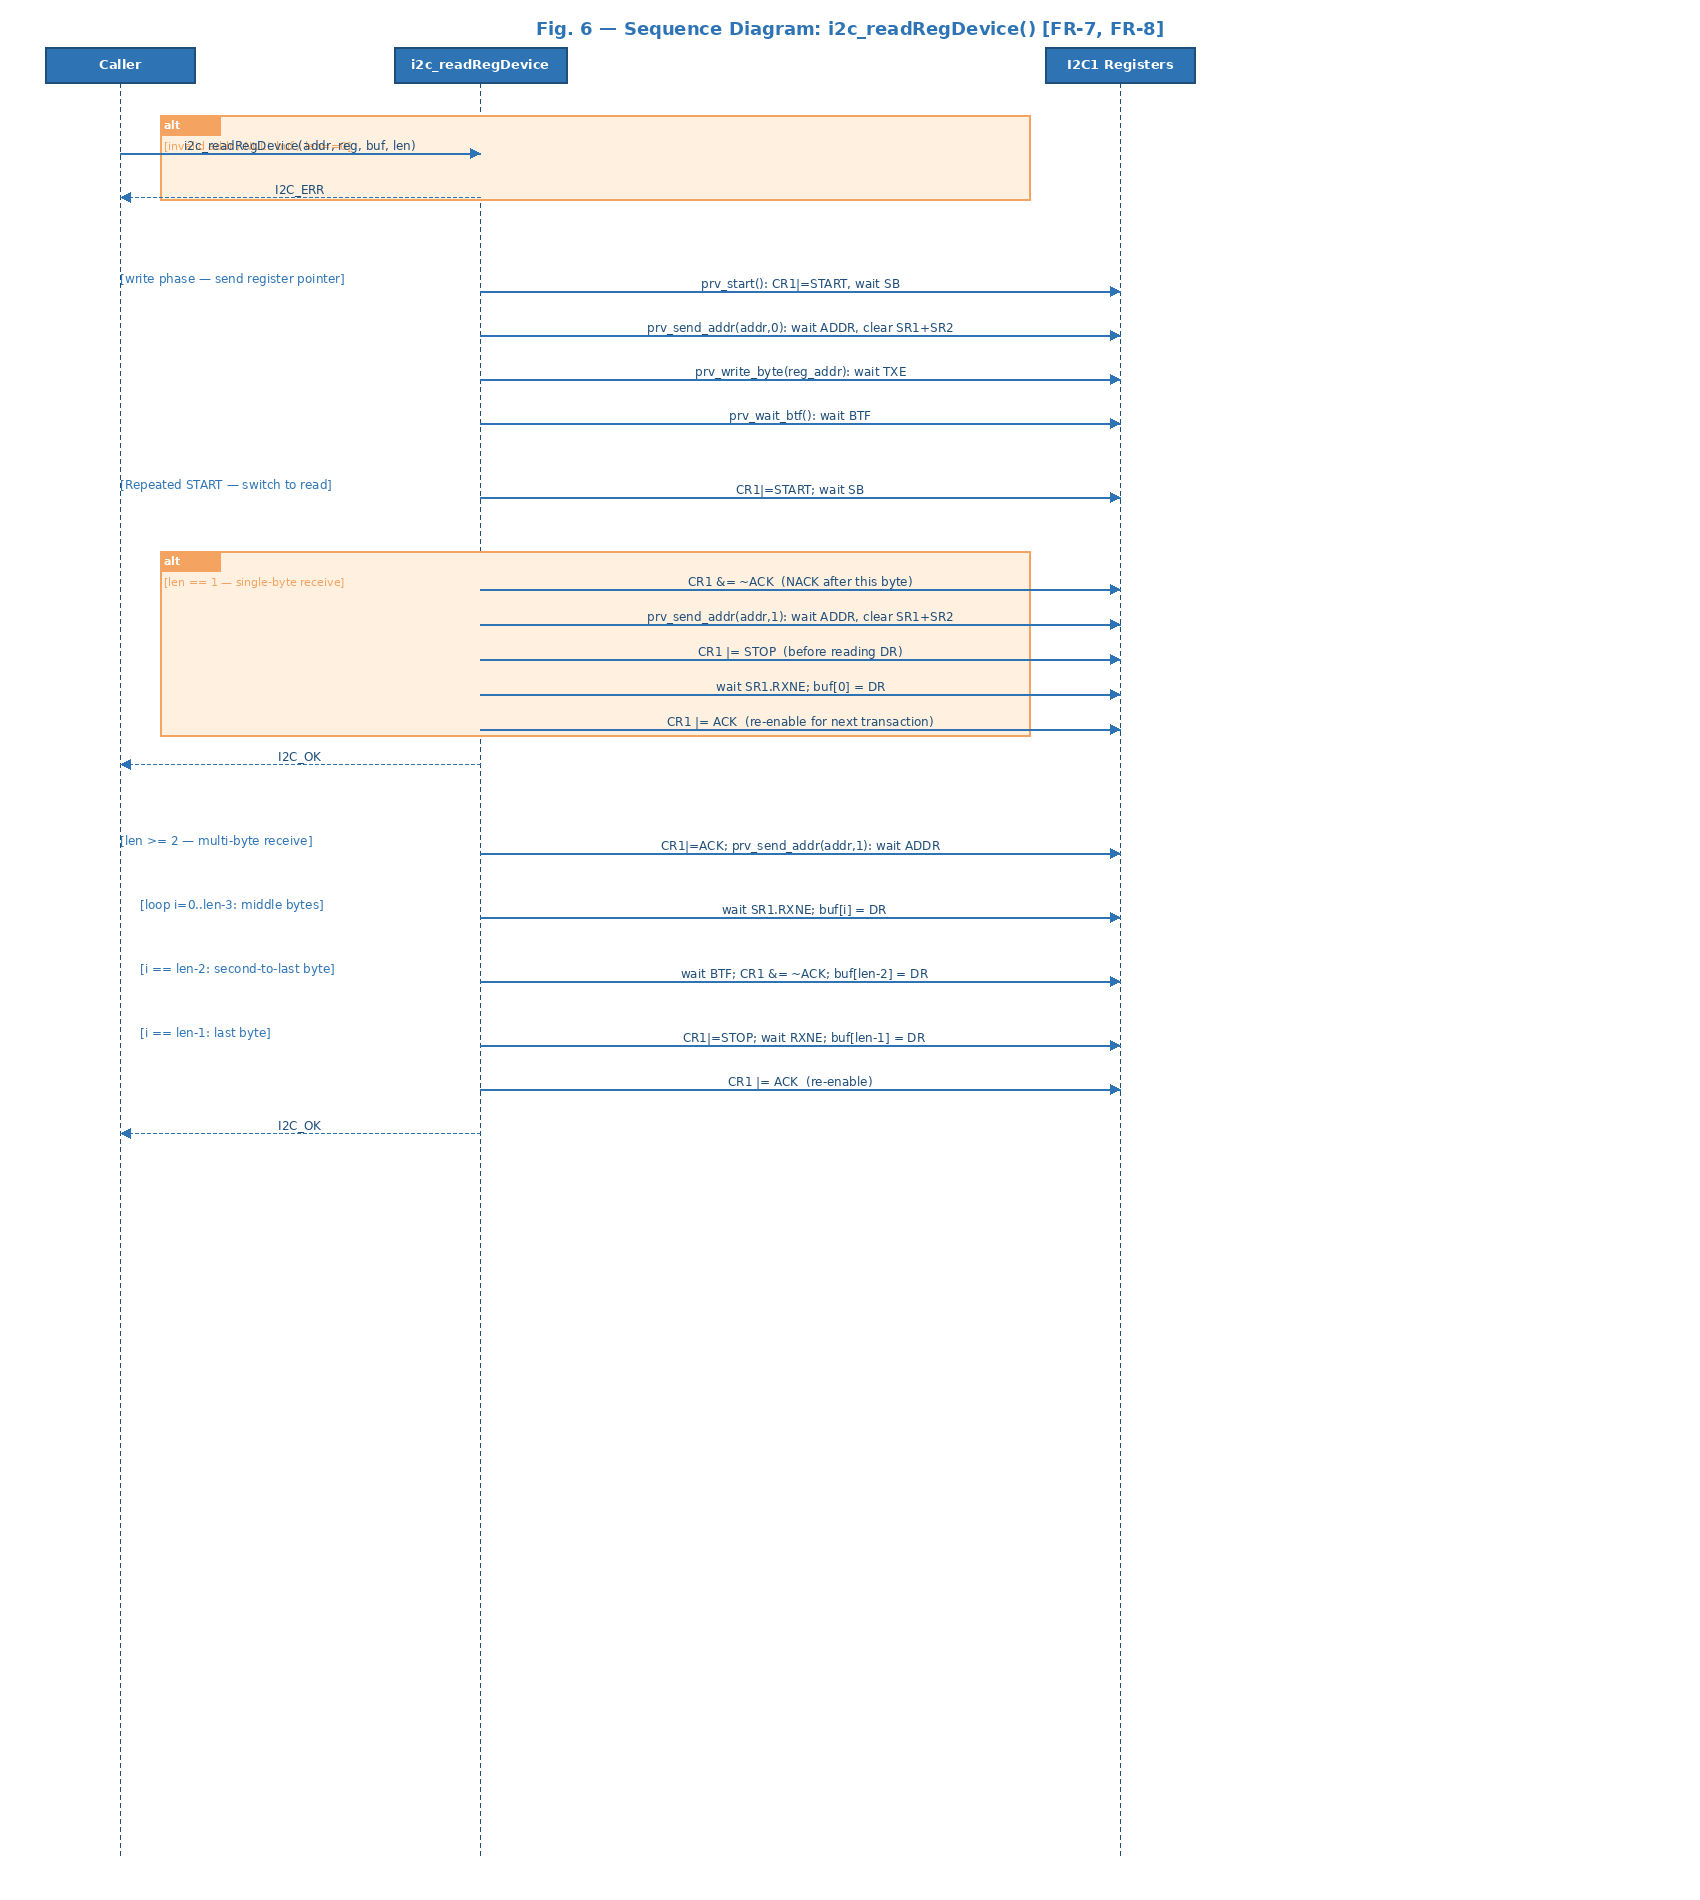 Fig. 6 — Sequence Diagram: i2c_readRegDevice() [FR-7, FR-8]
Caller
i2c_readRegDevice
I2C1 Registers
alt
i2c_readRegDevice(addr, reg, buf, len)
I2C_ERR
[write phase — send register pointer]
prv_start(): CR1|=START, wait SB
prv_send_addr(addr,0): wait ADDR, clear SR1+SR2
prv_write_byte(reg_addr): wait TXE
prv_wait_btf(): wait BTF
[Repeated START — switch to read]
CR1|=START; wait SB
alt
[len == 1 — single-byte receive]
CR1 &= ~ACK  (NACK after this byte)
prv_send_addr(addr,1): wait ADDR, clear SR1+SR2
CR1 |= STOP  (before reading DR)
wait SR1.RXNE; buf[0] = DR
CR1 |= ACK  (re-enable for next transaction)
I2C_OK
[len >= 2 — multi-byte receive]
CR1|=ACK; prv_send_addr(addr,1): wait ADDR
[loop i=0..len-3: middle bytes]
wait SR1.RXNE; buf[i] = DR
[i == len-2: second-to-last byte]
wait BTF; CR1 &= ~ACK; buf[len-2] = DR
[i == len-1: last byte]
CR1|=STOP; wait RXNE; buf[len-1] = DR
CR1 |= ACK  (re-enable)
I2C_OK